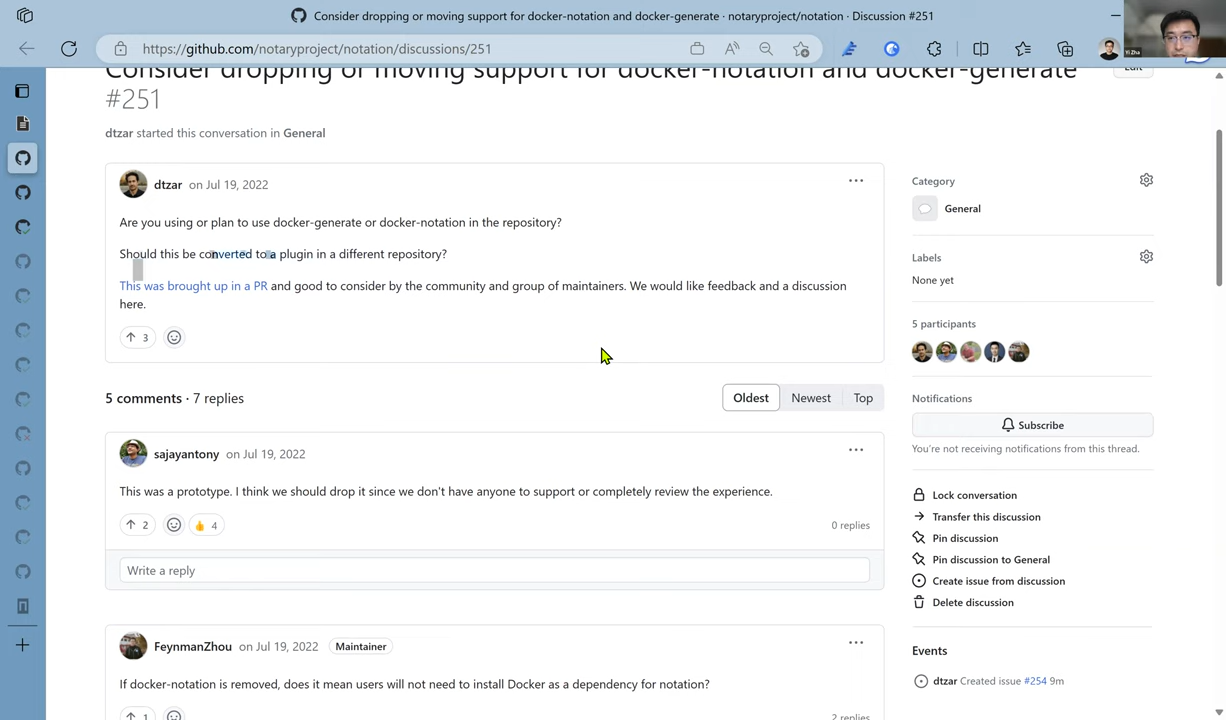 Consider dropping or moving support for docker-notation and docker-generate · notaryproject/notation · Discussion #251
https://github.com/notaryproject/notation/discussions/251
Yi Zha
Consider dropping or moving support for docker-notation and docker-generate
#251
Edit
dtzar started this conversation in General
dtzar on Jul 19, 2022
Are you using or plan to use docker-generate or docker-notation in the repository?
Should this be converted to a plugin in a different repository?
This was brought up in a PR and good to consider by the community and group of maintainers. We would like feedback and a discussion
here.
3
5 comments · 7 replies
Oldest
Newest
Top
sajayantony on Jul 19, 2022
This was a prototype. I think we should drop it since we don't have anyone to support or completely review the experience.
2
4
0 replies
Write a reply
FeynmanZhou on Jul 19, 2022 Maintainer
If docker-notation is removed, does it mean users will not need to install Docker as a dependency for notation?
1
2 replies
Category
General
Labels
None yet
5 participants
Notifications
Subscribe
You're not receiving notifications from this thread.
Lock conversation
Transfer this discussion
Pin discussion
Pin discussion to General
Create issue from discussion
Delete discussion
Events
dtzar Created issue #254 9m